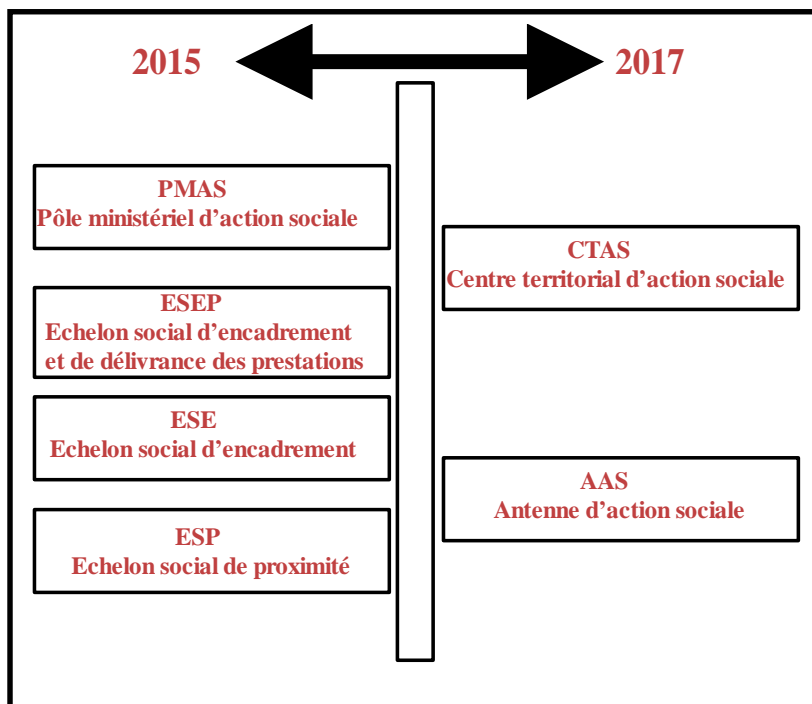 2015
2017
PMAS
Pôle ministériel d’action sociale
ESEP
Echelon social d’encadrement
et de délivrance des prestations
ESE
Echelon social d’encadrement
ESP
Echelon social de proximité
CTAS
Centre territorial d’action sociale
AAS
Antenne d’action sociale